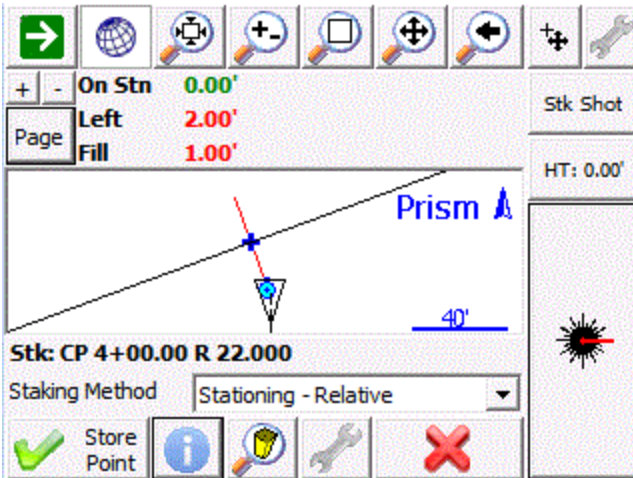 + -
On Stn 0.00'
Left 2.00'
Page
Fill 1.00'
Stk Shot
HT: 0.00'
Prism
40'
Stk: CP 4+00.00 R 22.000
Staking Method Stationing - Relative
Store
Point